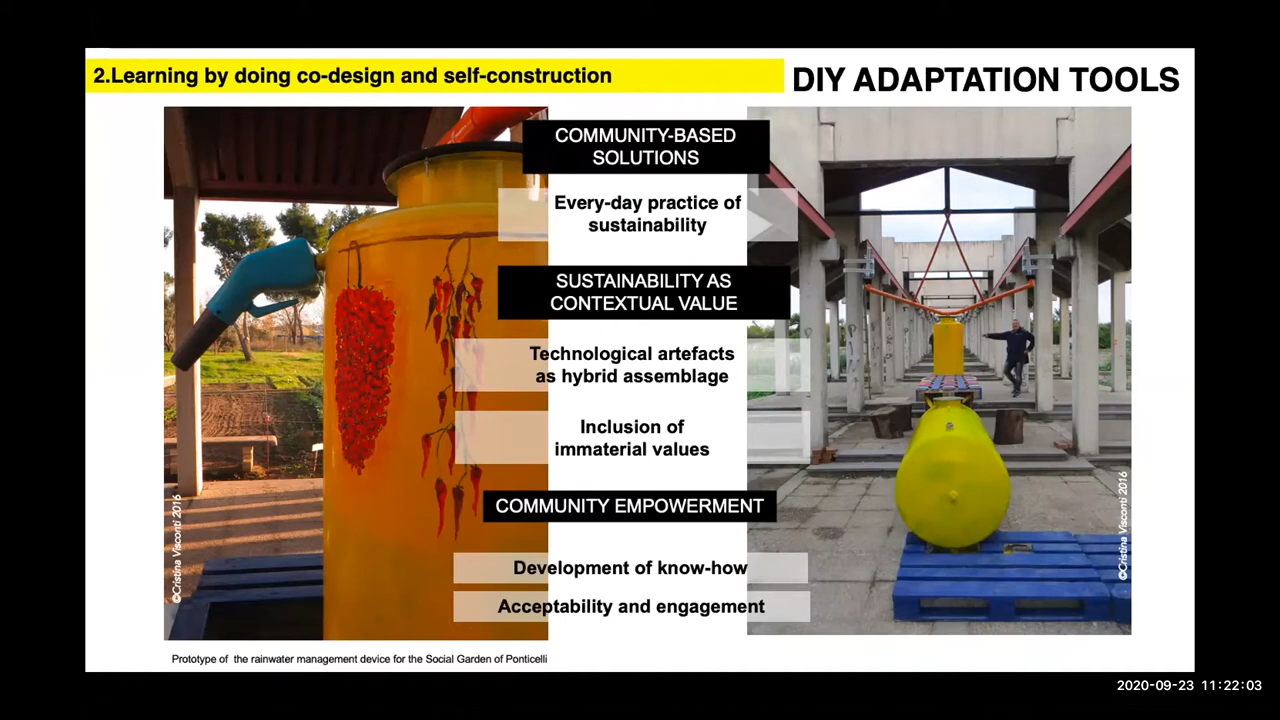 2.Learning by doing co-design and self-construction
DIY ADAPTATION TOOLS
COMMUNITY-BASED
SOLUTIONS
Every-day practice of
sustainability
SUSTAINABILITY AS
CONTEXTUAL VALUE
Technological artefacts
as hybrid assemblage
Inclusion of
immaterial values
COMMUNITY EMPOWERMENT
Development of know-how
Acceptability and engagement
©Cristina Visconti 2016
©Cristina Visconti 2016
Prototype of the rainwater management device for the Social Garden of Ponticelli
2020-09-23 11:22:03